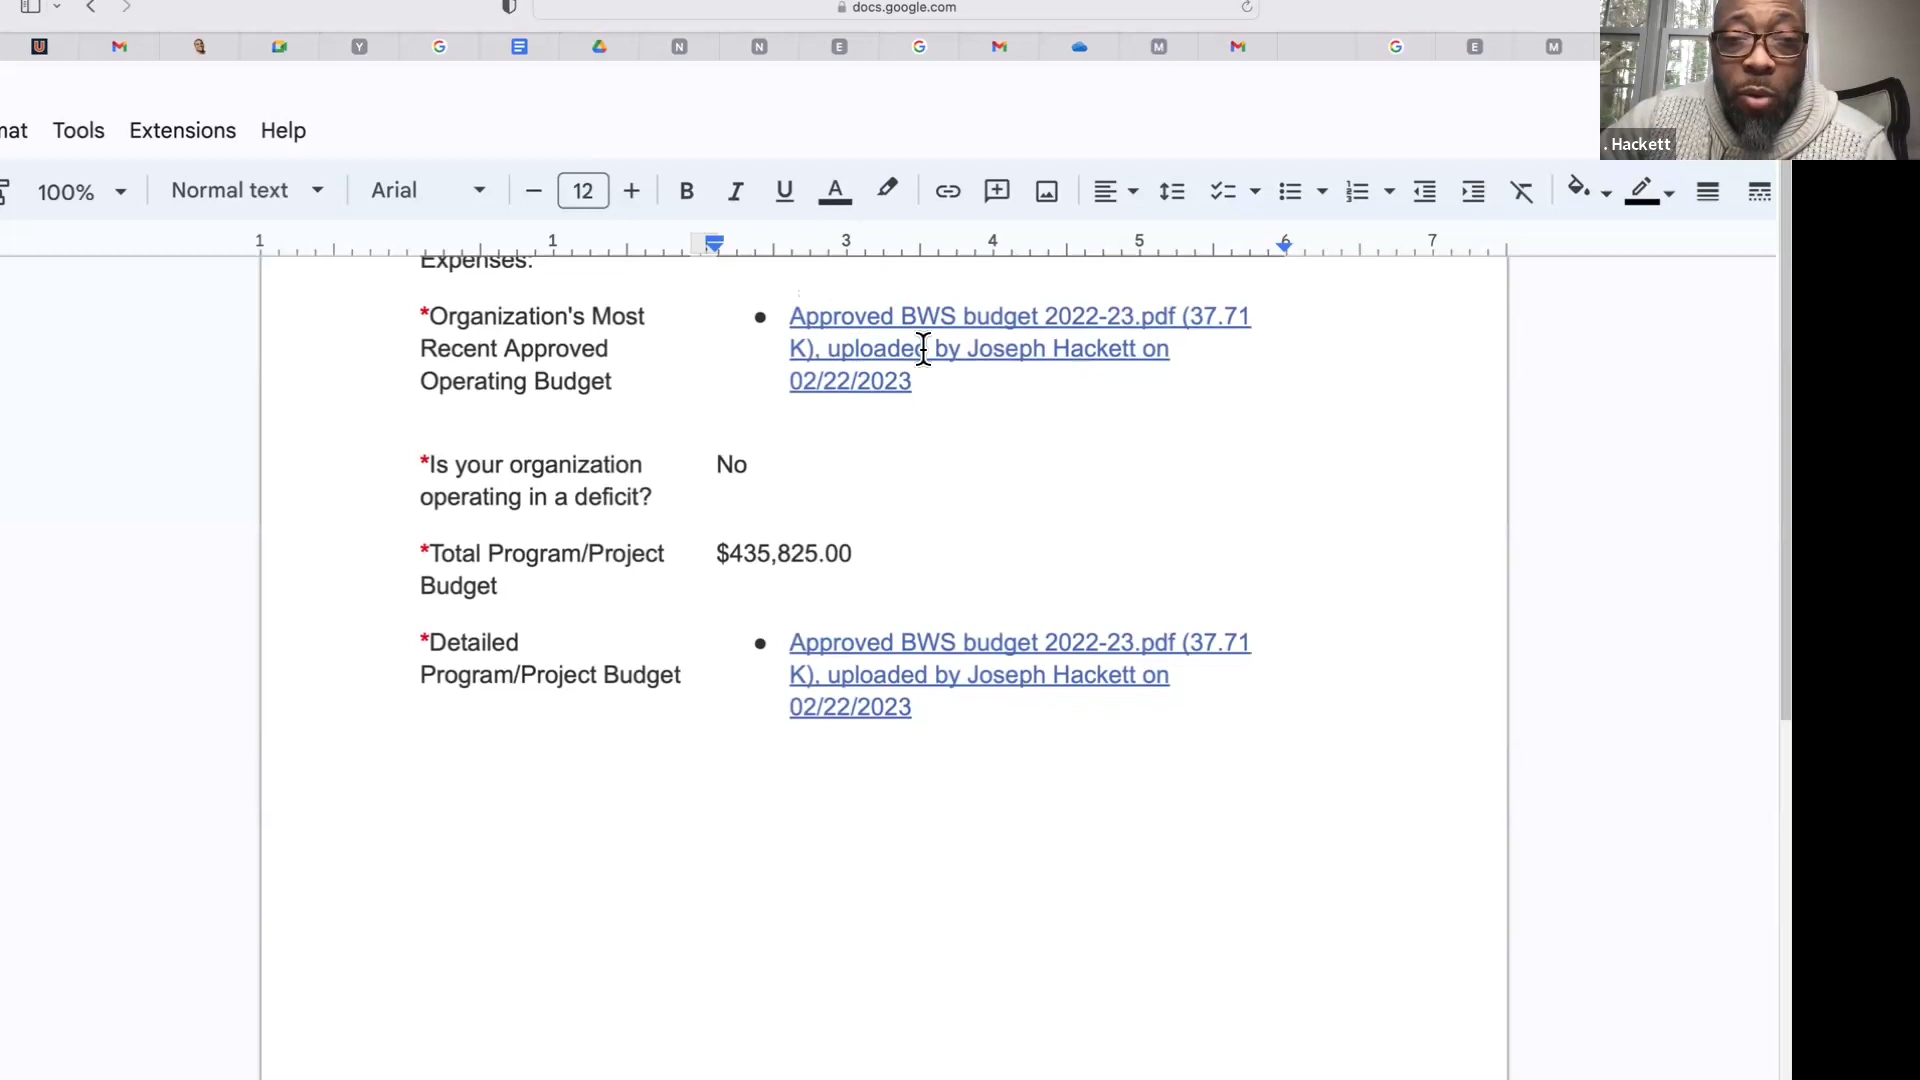 docs.google.com
U
Y
N
N
E
M
E
M
mat
Tools
Extensions
Help
. Hackett
100%
Normal text
Arial
12
B
I
U
A
1
1
3
4
5
6
7
Expenses:
*Organization's Most
Recent Approved
Operating Budget
Approved BWS budget 2022-23.pdf (37.71
K), uploaded by Joseph Hackett on
02/22/2023
*Is your organization
operating in a deficit?
No
*Total Program/Project
Budget
$435,825.00
*Detailed
Program/Project Budget
Approved BWS budget 2022-23.pdf (37.71
K), uploaded by Joseph Hackett on
02/22/2023